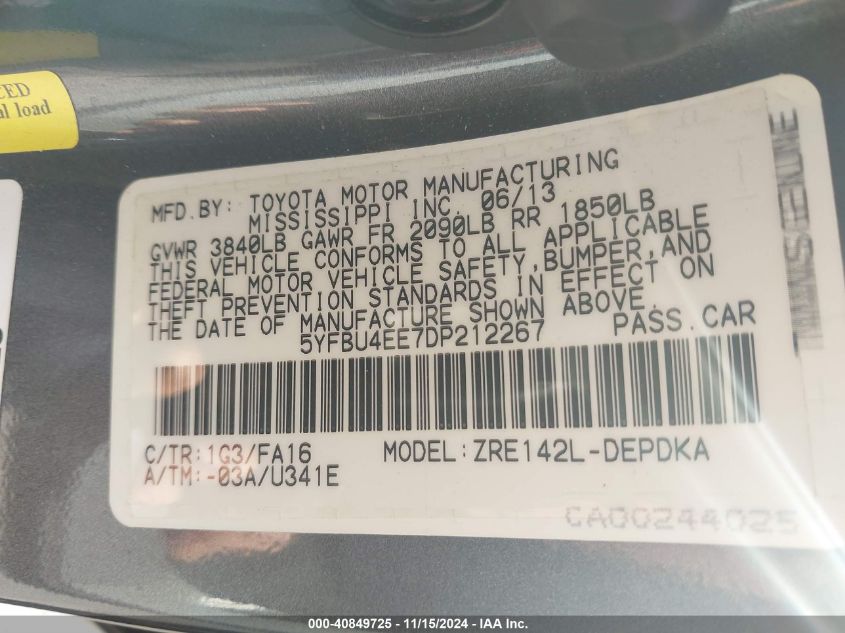 CED
al load
MFD.BY: TOYOTA MOTOR MANUFACTURING
MISSISSIPPI INC. 06/13
GVWR 3840LB GAWR FR 2090LB RR 1850LB
THIS VEHICLE CONFORMS TO ALL APPLICABLE
FEDERAL MOTOR VEHICLE SAFETY,BUMPER,AND
THEFT PREVENTION STANDARDS IN EFFECT ON
THE DATE OF MANUFACTURE SHOWN ABOVE.
5YFBU4EE7DP212267 PASS.CAR
C/TR:1G3/FA16 MODEL:ZRE142L-DEPDKA
A/TM:-03A/U341E
CA00244025
000-40849725 - 11/15/2024 - IAA Inc.